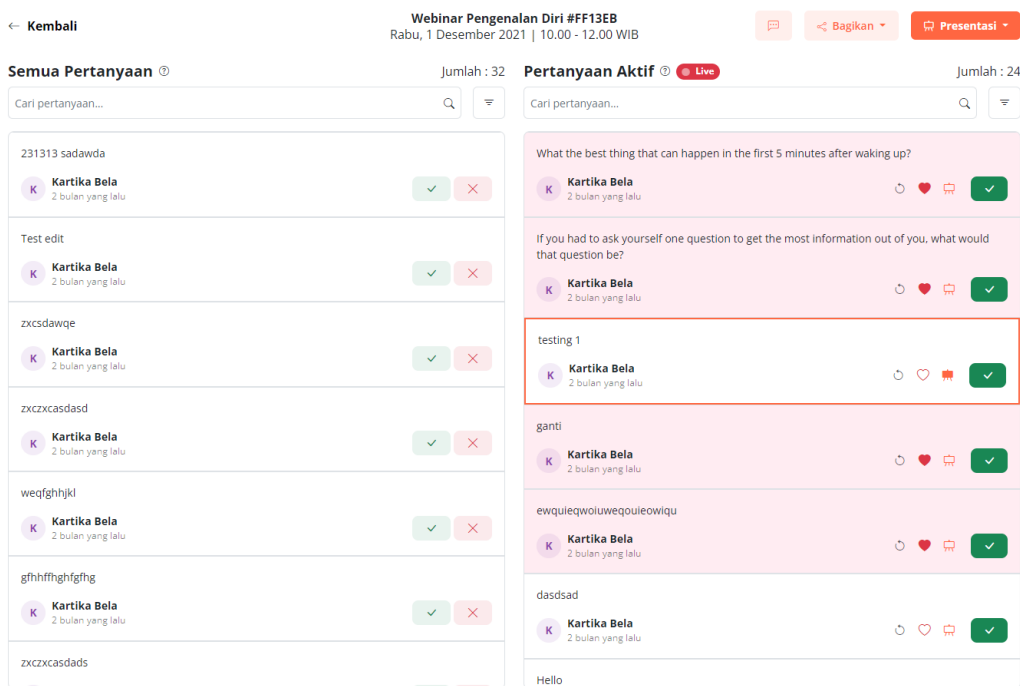 Kembali
Webinar Pengenalan Diri #FF13EB
Rabu, 1 Desember 2021 | 10.00 - 12.00 WIB
Bagikan
Presentasi
Semua Pertanyaan
Jumlah : 32
Cari pertanyaan...
231313 sadawda
K
Kartika Bela
2 bulan yang lalu
Test edit
K
Kartika Bela
2 bulan yang lalu
zxcsdawqe
K
Kartika Bela
2 bulan yang lalu
zxczxcasdasd
K
Kartika Bela
2 bulan yang lalu
weqfghhjkl
K
Kartika Bela
2 bulan yang lalu
gfhhffhghfgfhg
K
Kartika Bela
2 bulan yang lalu
zxczxcasdads
Pertanyaan Aktif
Live
Jumlah : 24
Cari pertanyaan...
What the best thing that can happen in the first 5 minutes after waking up?
K
Kartika Bela
2 bulan yang lalu
If you had to ask yourself one question to get the most information out of you, what would
that question be?
K
Kartika Bela
2 bulan yang lalu
testing 1
K
Kartika Bela
2 bulan yang lalu
ganti
K
Kartika Bela
2 bulan yang lalu
ewquieqwoiuweqouieowiqu
K
Kartika Bela
2 bulan yang lalu
dasdsad
K
Kartika Bela
2 bulan yang lalu
Hello